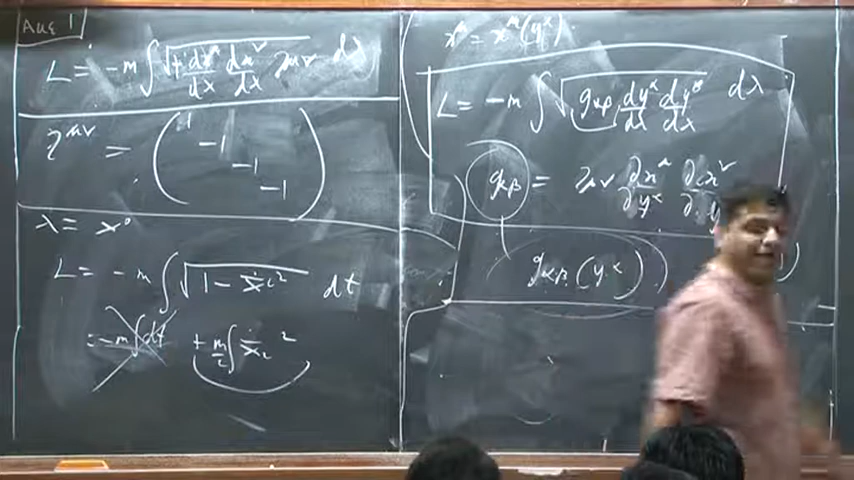 Aug 1
L = -m ∫ √(+ dx^μ/dλ dx^ν/dλ η_μν) dλ
η^μν = ( 1
-1
-1
-1 )
λ = x⁰
L = -m ∫ √(1 - ẋ_i²) dt
= -m ∫ dt + m/2 ∫ ẋ_i²
x^μ = x^μ(y^α)
L = -m ∫ √(g_αβ dy^α/dλ dy^β/dλ) dλ
g_αβ = η_μν ∂x^μ/∂y^α ∂x^ν/∂y
g_αβ(y^α)